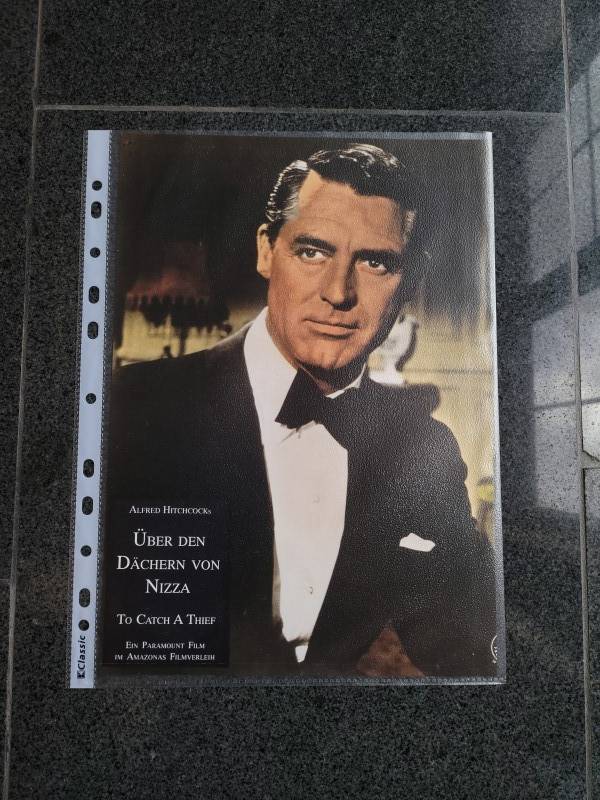 ALFRED HITCHCOCKS
ÜBER DEN
DÄCHERN VON
NIZZA
TO CATCH A THIEF
EIN PARAMOUNT FILM
IM AMAZONAS FILMVERLEIH
Classic